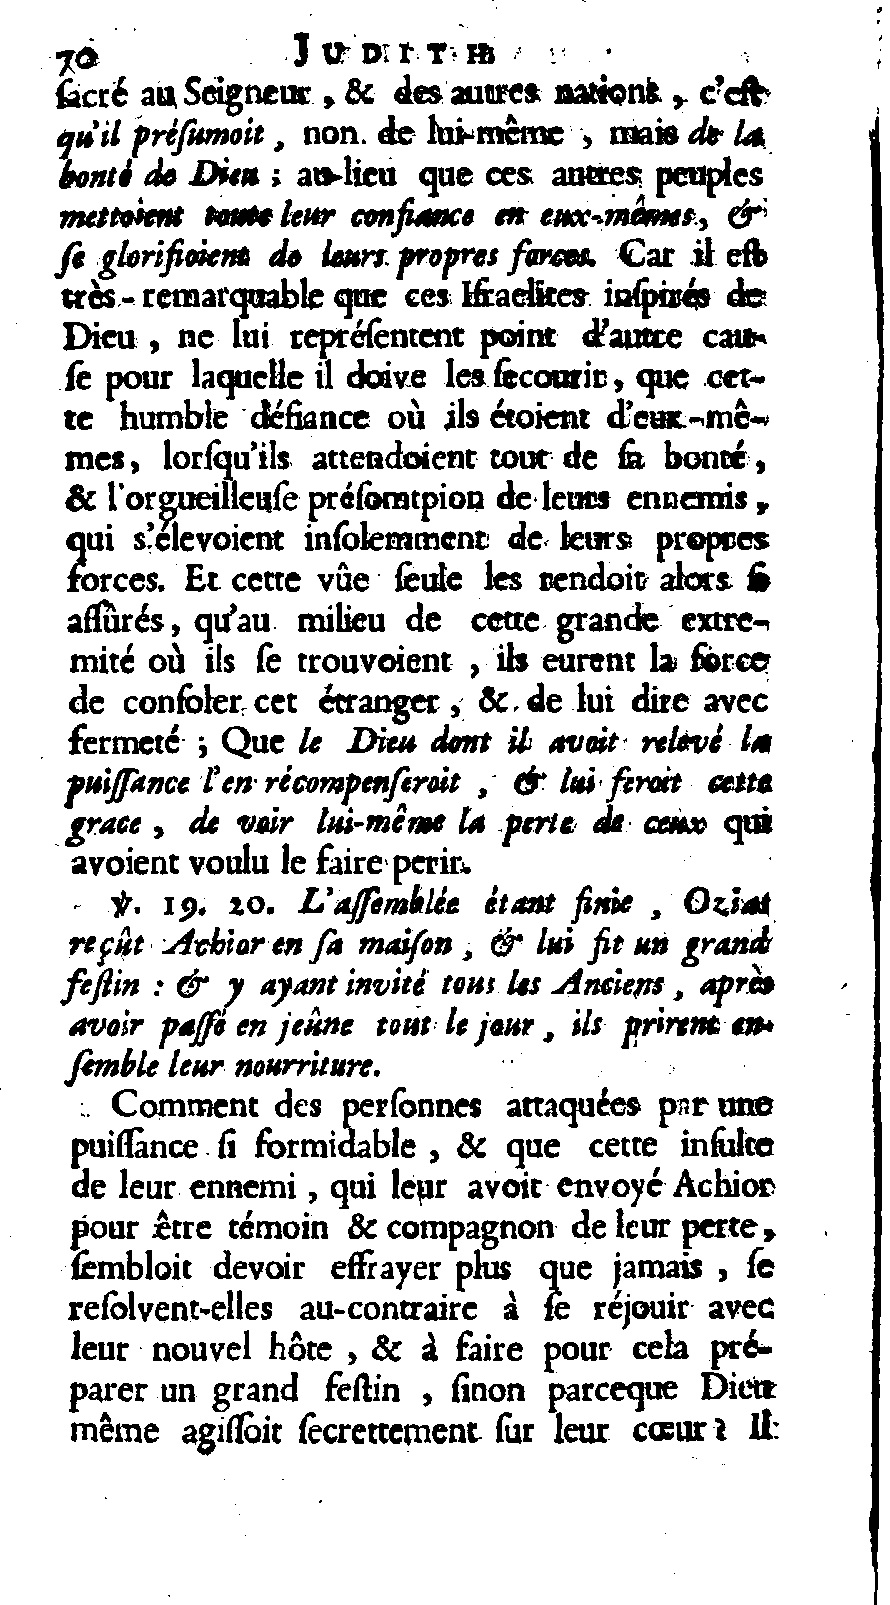 70 JUDITH
ſacré au Seigneur, & des autres nations, c'eſt
qu'il préſumoit, non de lui-même, mais de la
bonté de Dieu; au-lieu que ces autres peuples
mettoient toute leur confiance en eux-mêmes, &
ſe glorifioient de leurs propres forces. Car il eſt
très-remarquable que ces Iſraelites inſpirés de
Dieu, ne lui repréſentent point d'autre cau-
ſe pour laquelle il doive les ſecourir, que cet-
te humble défiance où ils étoient d'eux-mê-
mes, lorſqu'ils attendoient tout de ſa bonté,
& l'orgueilleuſe préſomtpion de leurs ennemis,
qui s'élevoient inſolemment de leurs propres
forces. Et cette vûe ſeule les rendoit alors ſi
aſſûrés, qu'au milieu de cette grande extre-
mité où ils ſe trouvoient, ils eurent la force
de conſoler cet étranger, & de lui dire avec
fermeté; Que le Dieu dont il avoit relevé la
puiſſance l'en récompenſeroit, & lui feroit cette
grace, de voir lui-même la perte de ceux qui
avoient voulu le faire perir.
℣. 19. 20. L'aſſemblée étant finie, Ozias
reçût Achior en ſa maiſon, & lui fit un grand
feſtin: & y ayant invité tous les Anciens, après
avoir paſſé en jeûne tout le jour, ils prirent en-
ſemble leur nourriture.
Comment des perſonnes attaquées par une
puiſſance ſi formidable, & que cette inſulte
de leur ennemi, qui leur avoit envoyé Achior
pour être témoin & compagnon de leur perte,
ſembloit devoir effrayer plus que jamais, ſe
reſolvent-elles au-contraire à ſe réjouir avec
leur nouvel hôte, & à faire pour cela pré-
parer un grand feſtin, ſinon parceque Dieu
même agiſſoit ſecrettement ſur leur cœur? Il